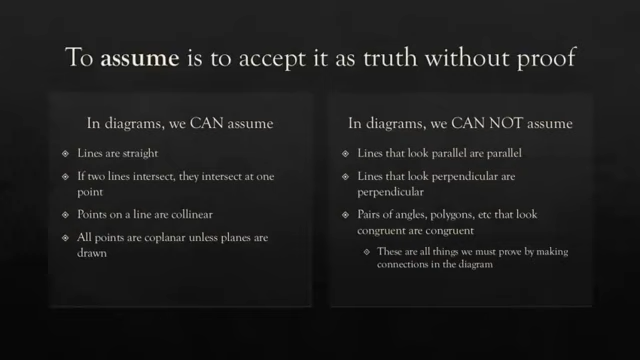 To assume is to accept it as truth without proof
In diagrams, we CAN assume
Lines are straight
If two lines intersect, they intersect at one
point
Points on a line are collinear
All points are coplanar unless planes are
drawn
In diagrams, we CAN NOT assume
Lines that look parallel are parallel
Lines that look perpendicular are
perpendicular
Pairs of angles, polygons, etc that look
congruent are congruent
These are all things we must prove by making
connections in the diagram